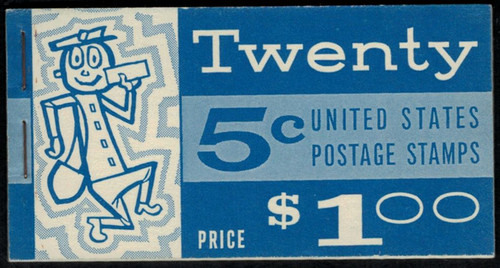 Twenty
5c UNITED STATES
POSTAGE STAMPS
PRICE $1.00